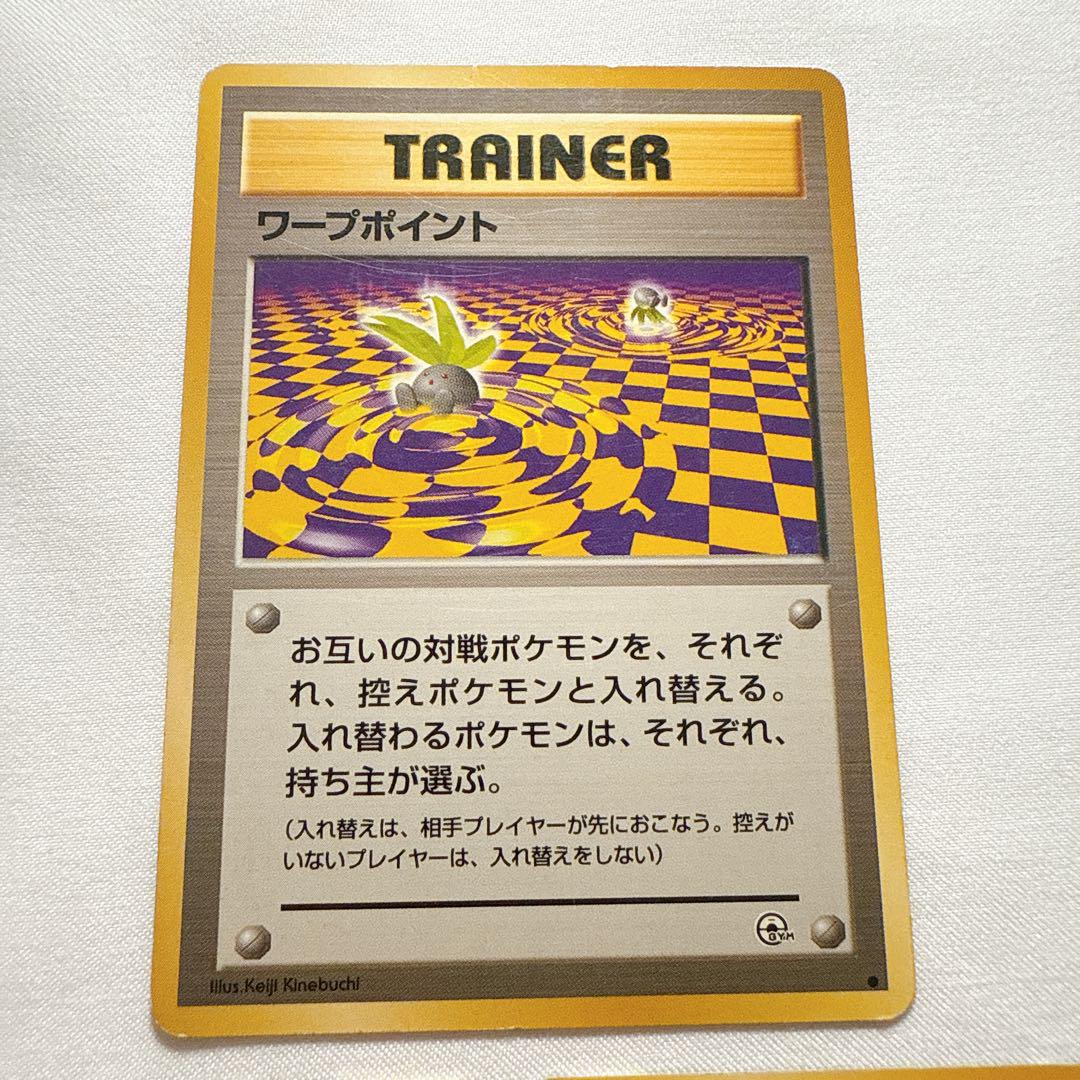 TRAINER
ワープポイント
お互いの対戦ポケモンを、それぞ
れ、控えポケモンと入れ替える。
入れ替わるポケモンは、それぞれ、
持ち主が選ぶ。
（入れ替えは、相手プレイヤーが先におこなう。控えが
いないプレイヤーは、入れ替えをしない）
GYM
Illus.Keiji Kinebuchi